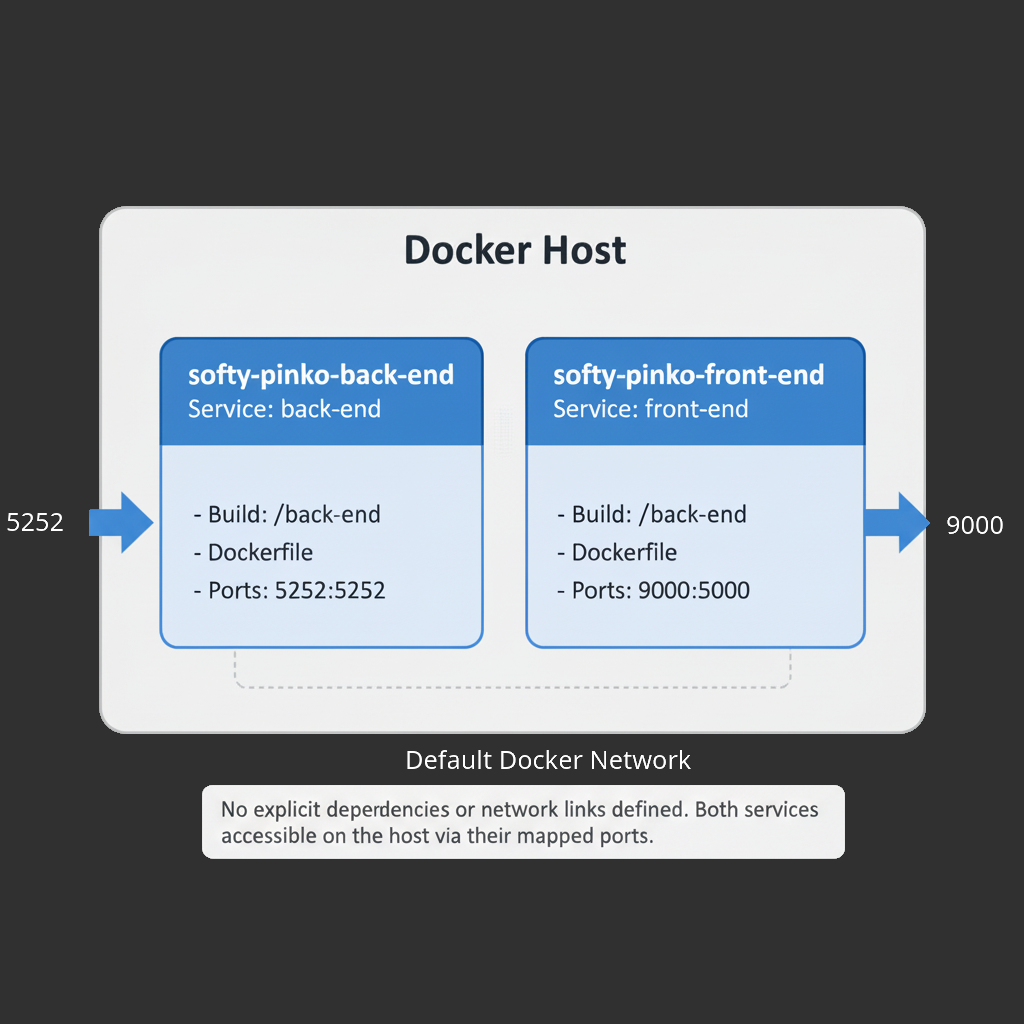 Docker Host
softy-pinko-back-end
Service: back-end
- Build: /back-end
- Dockerfile
- Ports: 5252:5252
softy-pinko-front-end
Service: front-end
- Build: /back-end
- Dockerfile
- Ports: 9000:5000
5252
9000
Default Docker Network
No explicit deperdencies or network links defined. Both services
accessible on the host via their mapped ports.